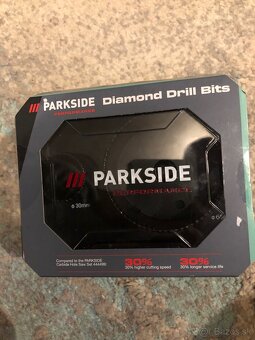 PARKSIDE Diamond Drill Bits
PERFORMANCE
PARKSIDE
PERFORMANCE
ø 30mm
Compared to the PARKSIDE
Carbide Hole Saw Set
30%
30% higher cutting speed
30%
30% longer service life